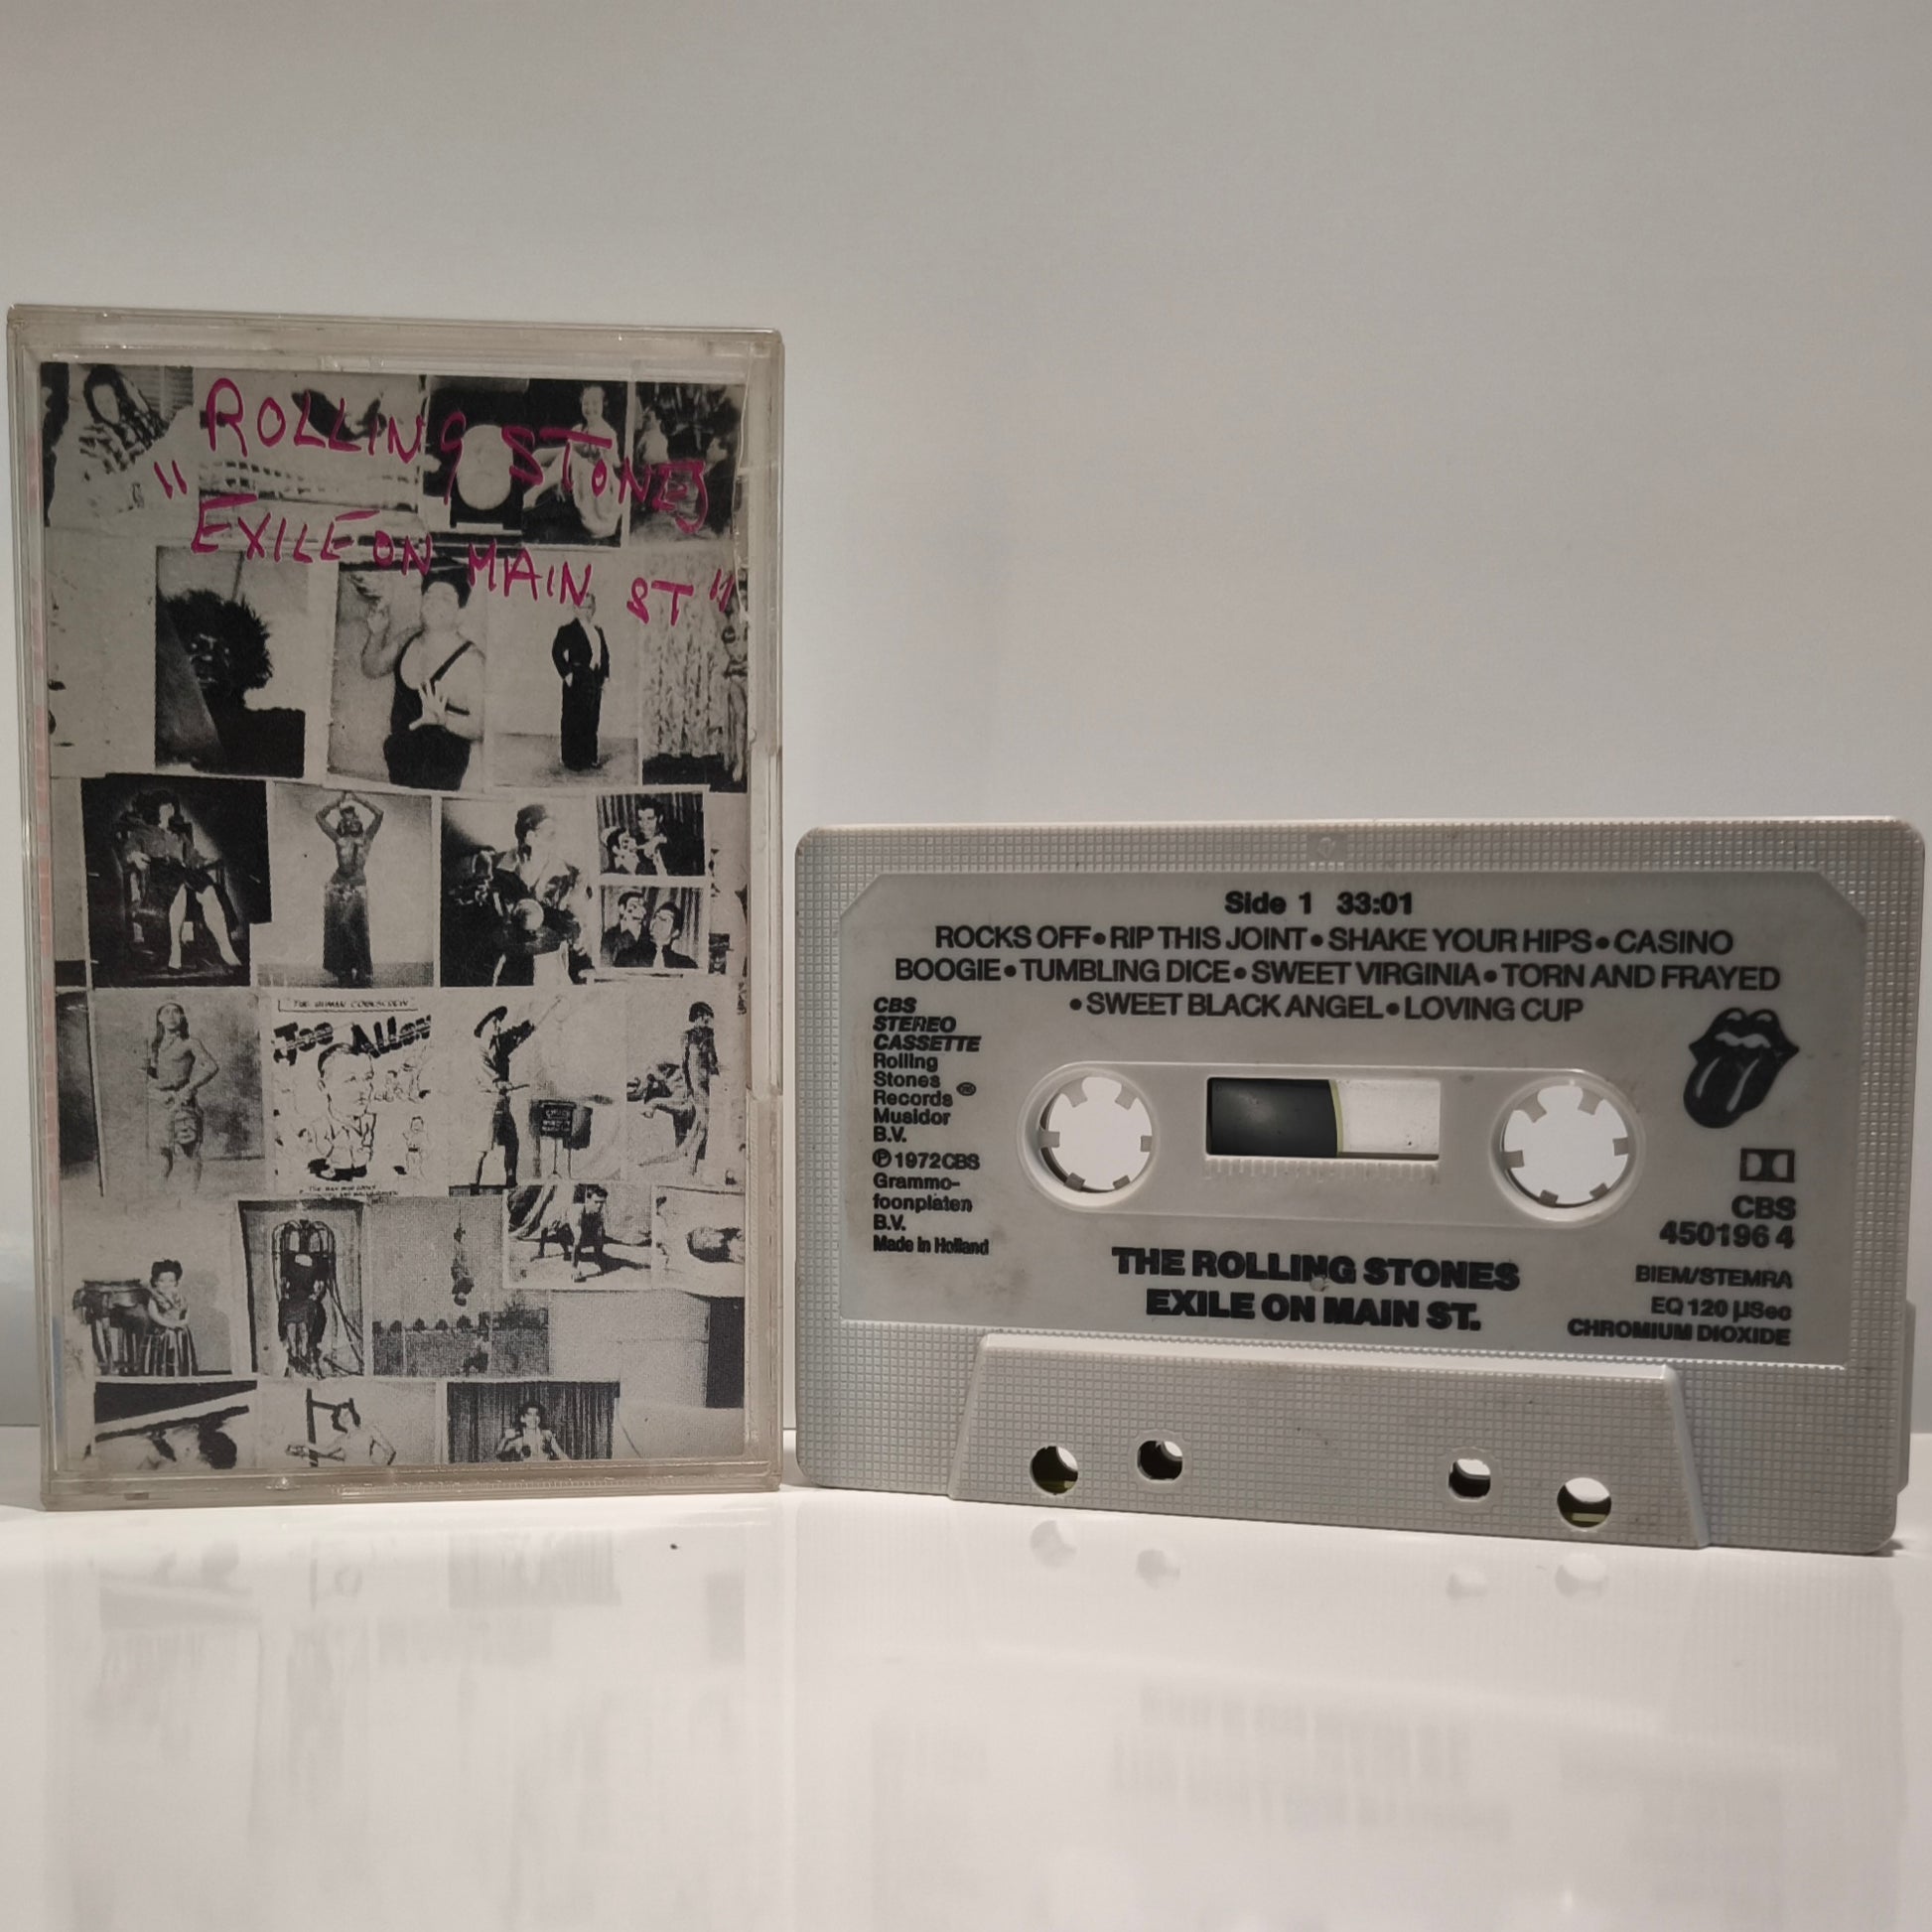 ROLLING STONES
"EXILE ON MAIN ST"
"THE HUMAN CORKSCREW"
Joe Allen
Side 1 33:01
ROCKS OFF•RIP THIS JOINT•SHAKE YOUR HIPS•CASINO
BOOGIE•TUMBLING DICE•SWEET VIRGINIA•TORN AND FRAYED
•SWEET BLACK ANGEL•LOVING CUP
CBS
STEREO
CASSETTE
Rolling
Stones
Records
Musidor
B.V.
℗ 1972 CBS
Grammo-
foonplaten
B.V.
Made in Holland
CBS
450196 4
BIEM/STEMRA
EQ 120 µSec
CHROMIUM DIOXIDE
THE ROLLING STONES
EXILE ON MAIN ST.